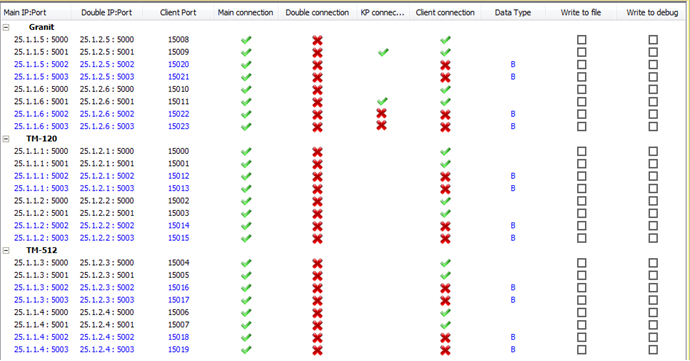 Main IP:Port Double IP:Port Client Port Main connection Double connection KP connec... Client connection Data Type Write to file Write to debug
Granit
25.1.1.5 : 5000 25.1.2.5 : 5000 15008
25.1.1.5 : 5001 25.1.2.5 : 5001 15009
25.1.1.5 : 5002 25.1.2.5 : 5002 15020 B
25.1.1.5 : 5003 25.1.2.5 : 5003 15021 B
25.1.1.6 : 5000 25.1.2.6 : 5000 15010
25.1.1.6 : 5001 25.1.2.6 : 5001 15011
25.1.1.6 : 5002 25.1.2.6 : 5002 15022 B
25.1.1.6 : 5003 25.1.2.6 : 5003 15023 B
TM-120
25.1.1.1 : 5000 25.1.2.1 : 5000 15000
25.1.1.1 : 5001 25.1.2.1 : 5001 15001
25.1.1.1 : 5002 25.1.2.1 : 5002 15012 B
25.1.1.1 : 5003 25.1.2.1 : 5003 15013 B
25.1.1.2 : 5000 25.1.2.2 : 5000 15002
25.1.1.2 : 5001 25.1.2.2 : 5001 15003
25.1.1.2 : 5002 25.1.2.2 : 5002 15014 B
25.1.1.2 : 5003 25.1.2.2 : 5003 15015 B
TM-512
25.1.1.3 : 5000 25.1.2.3 : 5000 15004
25.1.1.3 : 5001 25.1.2.3 : 5001 15005
25.1.1.3 : 5002 25.1.2.3 : 5002 15016 B
25.1.1.3 : 5003 25.1.2.3 : 5003 15017 B
25.1.1.4 : 5000 25.1.2.4 : 5000 15006
25.1.1.4 : 5001 25.1.2.4 : 5001 15007
25.1.1.4 : 5002 25.1.2.4 : 5002 15018 B
25.1.1.4 : 5003 25.1.2.4 : 5003 15019 B